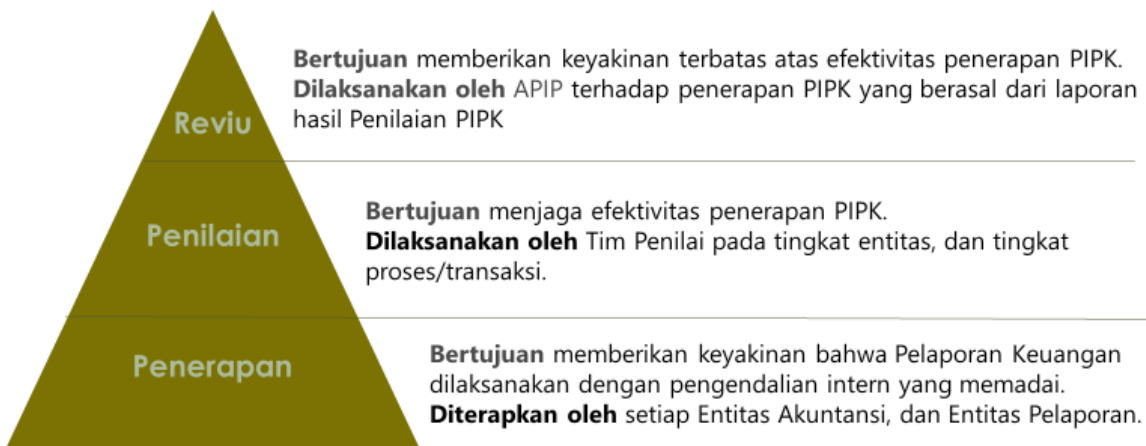 Reviu
Bertujuan memberikan keyakinan terbatas atas efektivitas penerapan PIPK.
Dilaksanakan oleh APIP terhadap penerapan PIPK yang berasal dari laporan
hasil Penilaian PIPK
Penilaian
Bertujuan menjaga efektivitas penerapan PIPK.
Dilaksanakan oleh Tim Penilai pada tingkat entitas, dan tingkat
proses/transaksi.
Penerapan
Bertujuan memberikan keyakinan bahwa Pelaporan Keuangan
dilaksanakan dengan pengendalian intern yang memadai.
Diterapkan oleh setiap Entitas Akuntansi, dan Entitas Pelaporan.